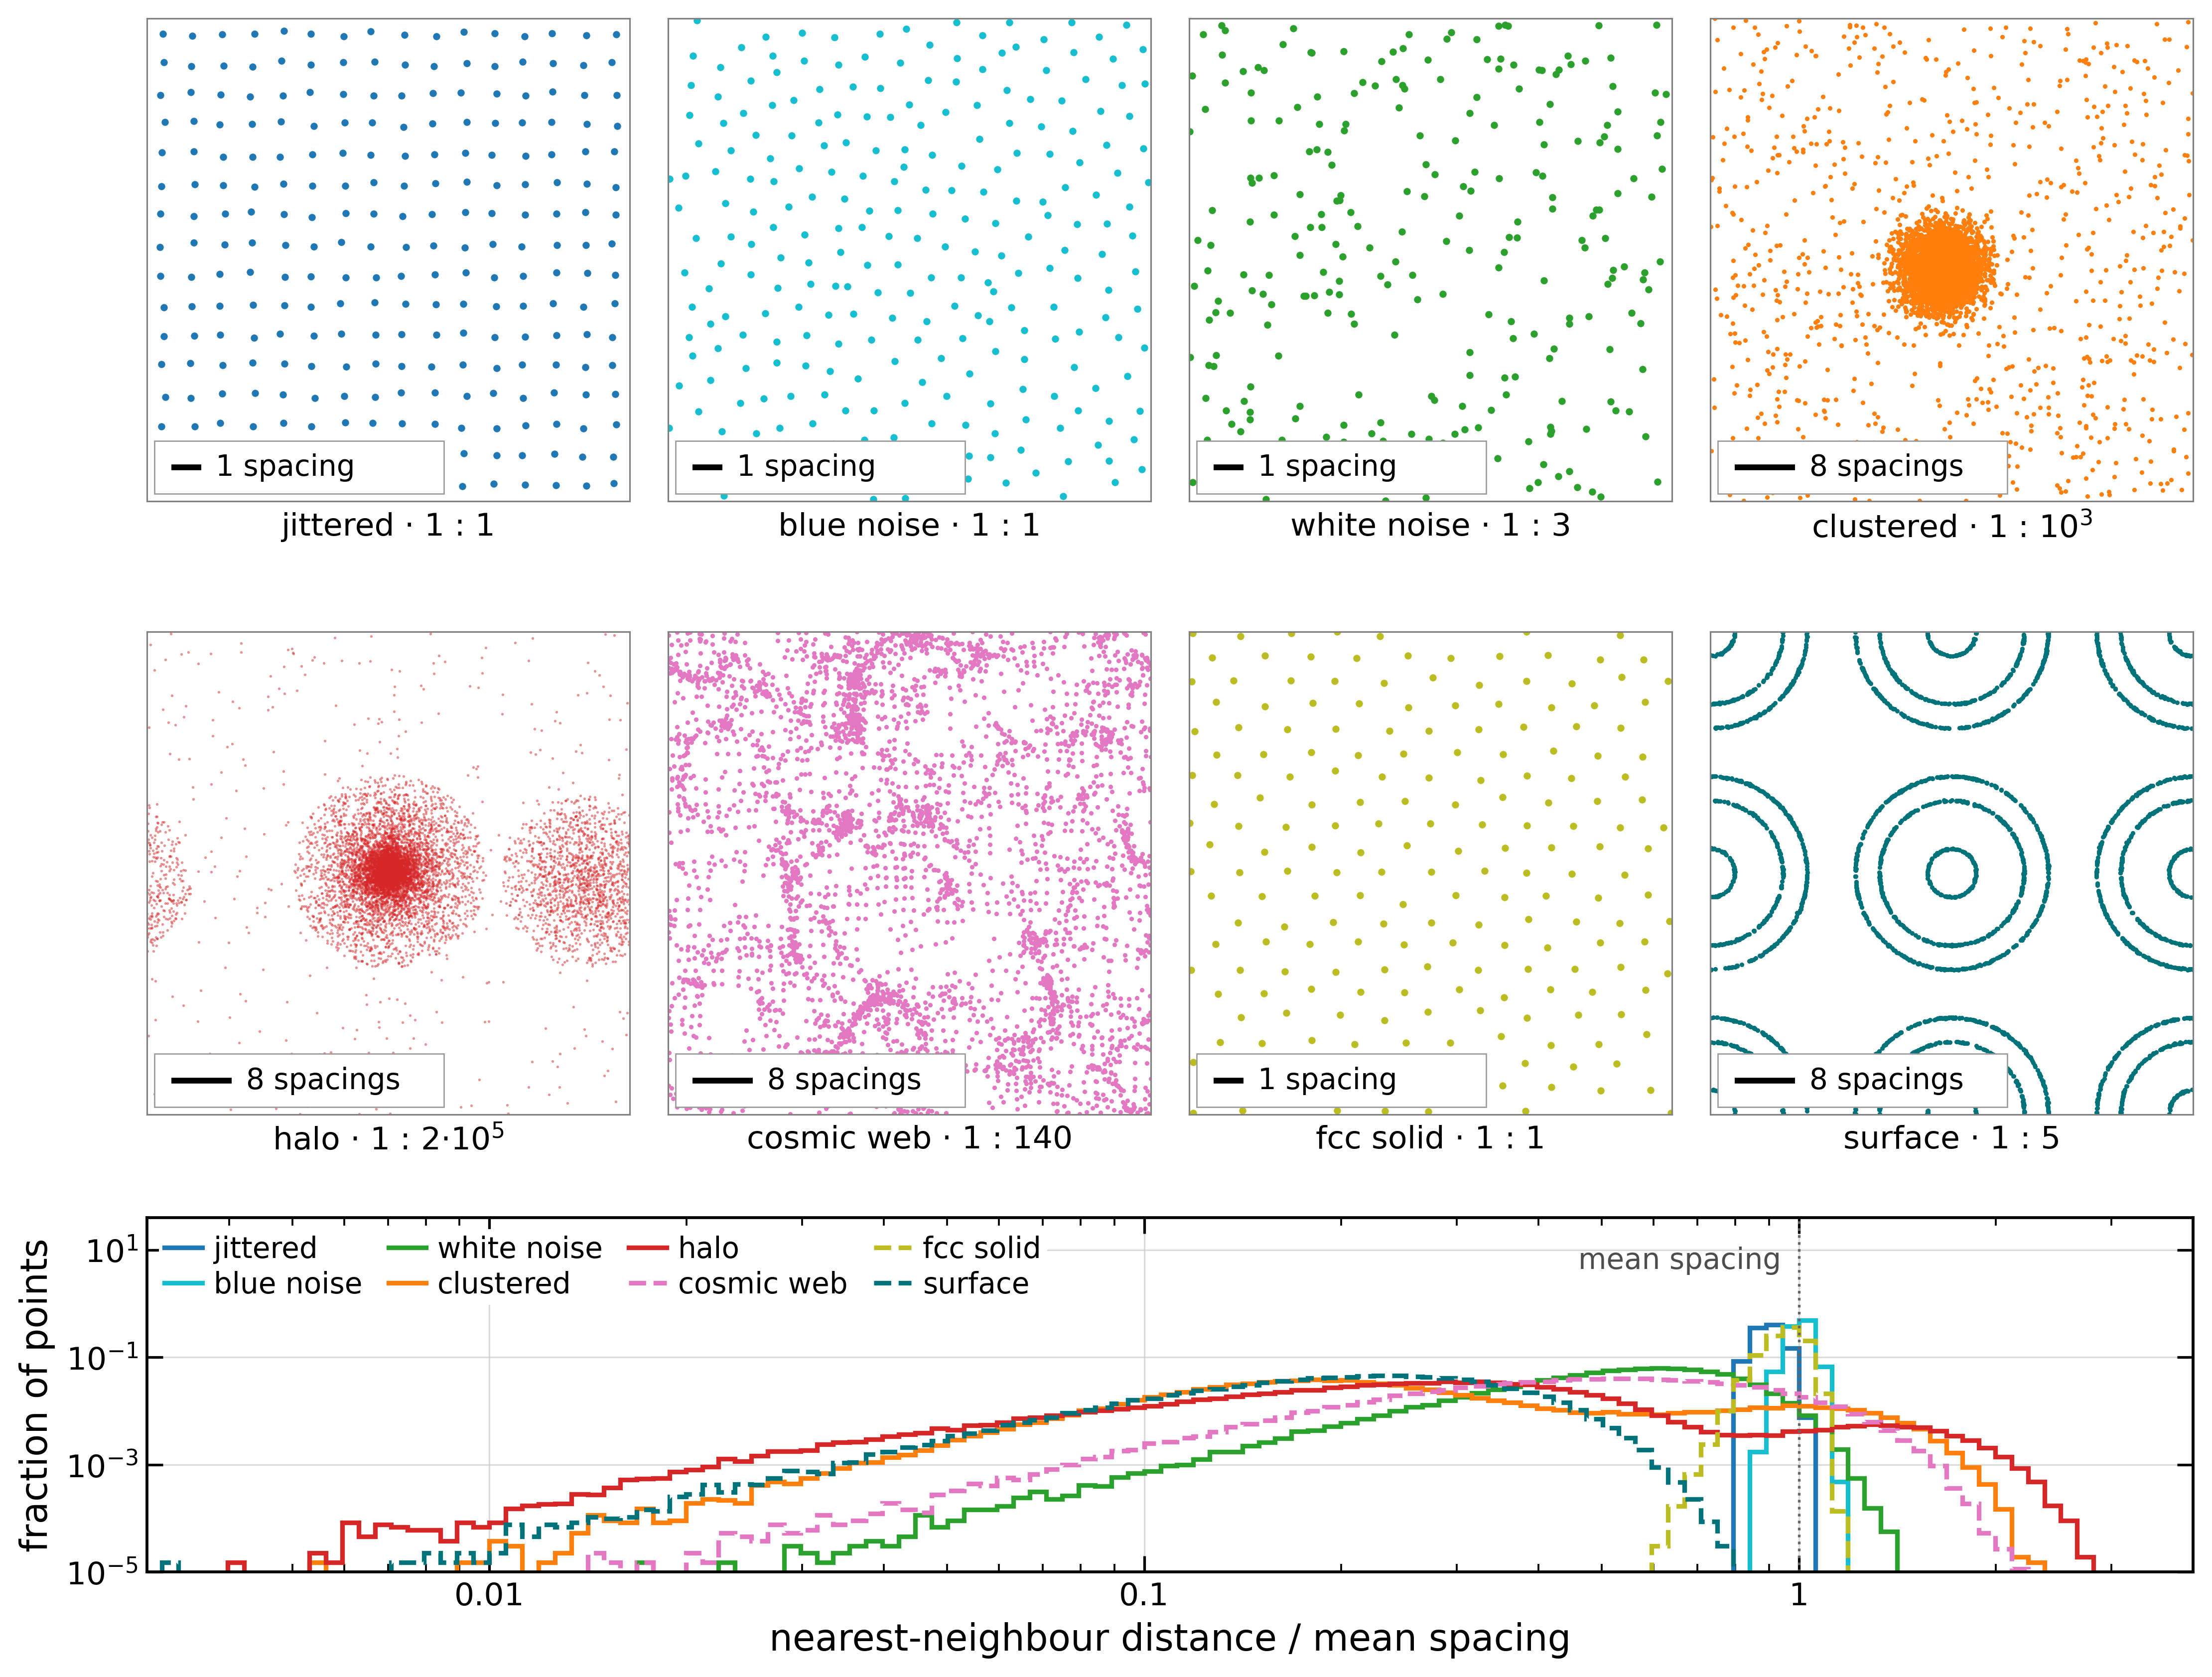 1 spacing
1 spacing
1 spacing
8 spacings
jittered · 1 : 1
blue noise · 1 : 1
white noise · 1 : 3
clustered · 1 : 10³
8 spacings
8 spacings
1 spacing
8 spacings
halo · 1 : 2·10⁵
cosmic web · 1 : 140
fcc solid · 1 : 1
surface · 1 : 5
fraction of points
10¹
10⁻¹
10⁻³
10⁻⁵
jittered
white noise
halo
fcc solid
blue noise
clustered
cosmic web
surface
mean spacing
0.01
0.1
1
nearest-neighbour distance / mean spacing